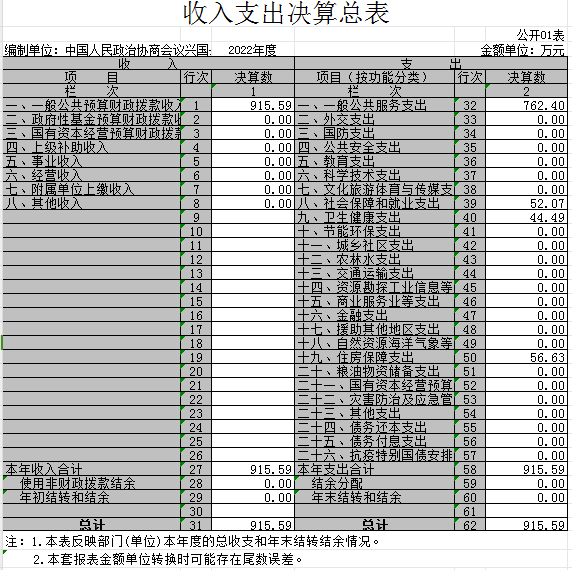 收入支出决算总表
公开01表
编制单位：中国人民政治协商会议兴国 2022年度 金额单位：万元
收 入 支 出
项 目 行次 决算数 项目（按功能分类） 行次 决算数
栏 次 1 栏 次 2
一、一般公共预算财政拨款收入 1 915.59 一、一般公共服务支出 32 762.40
二、政府性基金预算财政拨款 2 0.00 二、外交支出 33 0.00
三、国有资本经营预算财政拨 3 0.00 三、国防支出 34 0.00
四、上级补助收入 4 0.00 四、公共安全支出 35 0.00
五、事业收入 5 0.00 五、教育支出 36 0.00
六、经营收入 6 0.00 六、科学技术支出 37 0.00
七、附属单位上缴收入 7 0.00 七、文化旅游体育与传媒支 38 0.00
八、其他收入 8 0.00 八、社会保障和就业支出 39 52.07
9 九、卫生健康支出 40 44.49
10 十、节能环保支出 41 0.00
11 十一、城乡社区支出 42 0.00
12 十二、农林水支出 43 0.00
13 十三、交通运输支出 44 0.00
14 十四、资源勘探工业信息等 45 0.00
15 十五、商业服务业等支出 46 0.00
16 十六、金融支出 47 0.00
17 十七、援助其他地区支出 48 0.00
18 十八、自然资源海洋气象等 49 0.00
19 十九、住房保障支出 50 56.63
20 二十、粮油物资储备支出 51 0.00
21 二十一、国有资本经营预算 52 0.00
22 二十二、灾害防治及应急管 53 0.00
23 二十三、其他支出 54 0.00
24 二十四、债务还本支出 55 0.00
25 二十五、债务付息支出 56 0.00
26 二十六、抗疫特别国债安排 57 0.00
本年收入合计 27 915.59 本年支出合计 58 915.59
使用非财政拨款结余 28 0.00 结余分配 59 0.00
年初结转和结余 29 0.00 年末结转和结余 60 0.00
30 61
总计 31 915.59 总计 62 915.59
注：1.本表反映部门(单位)本年度的总收支和年末结转结余情况。
2.本套报表金额单位转换时可能存在尾数误差。